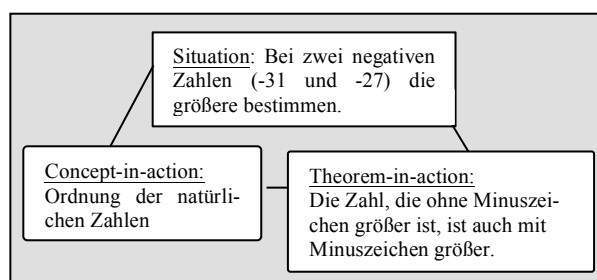 Situation: Bei zwei negativen
Zahlen (-31 und -27) die
größere bestimmen.
Concept-in-action:
Ordnung der natürli-
chen Zahlen
Theorem-in-action:
Die Zahl, die ohne Minuszei-
chen größer ist, ist auch mit
Minuszeichen größer.